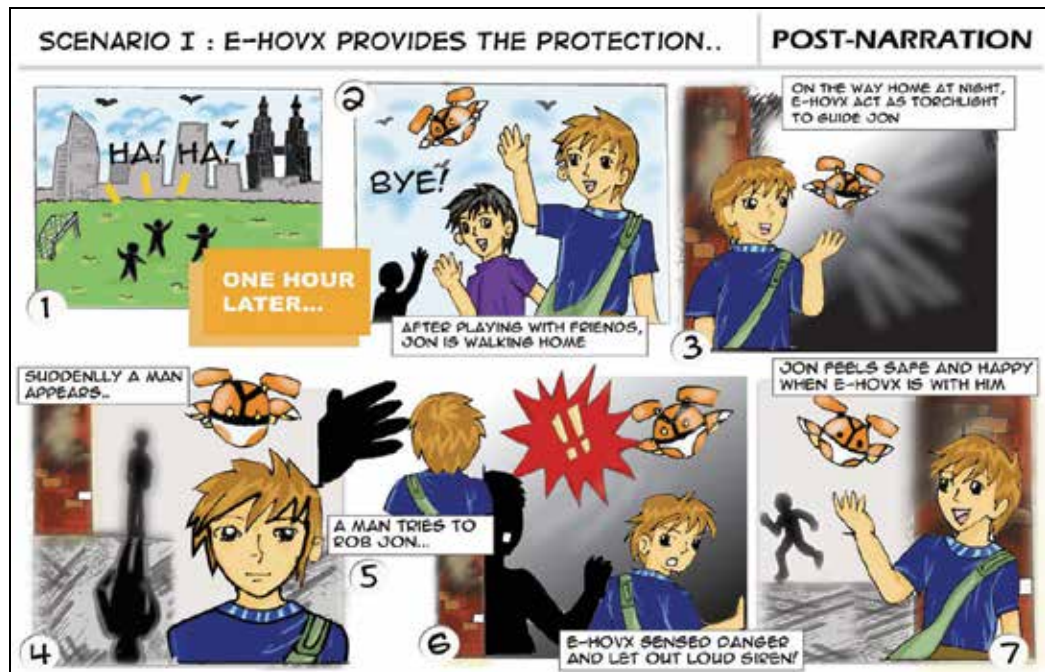 SCENARIO I : E-HOVX PROVIDES THE PROTECTION..
POST-NARRATION
HA! HA!
1
ONE HOUR
LATER...
2
BYE!
AFTER PLAYING WITH FRIENDS,
JON IS WALKING HOME
ON THE WAY HOME AT NIGHT,
E-HOVX ACT AS TORCHLIGHT
TO GUIDE JON
3
SUDDENLLY A MAN
APPEARS..
4
A MAN TRIES TO
ROB JON...
5
!!
6
E-HOVX SENSED DANGER
AND LET OUT LOUD SIREN!
JON FEELS SAFE AND HAPPY
WHEN E-HOVX IS WITH HIM
7